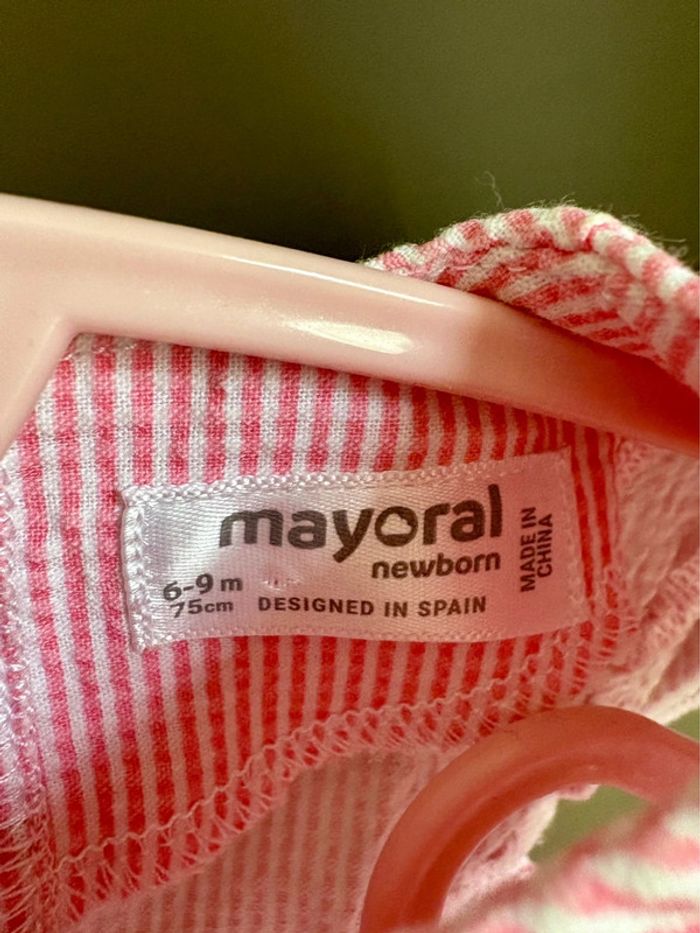 mayoral
newborn
6-9 m
75cm
DESIGNED IN SPAIN
MADE IN
CHINA